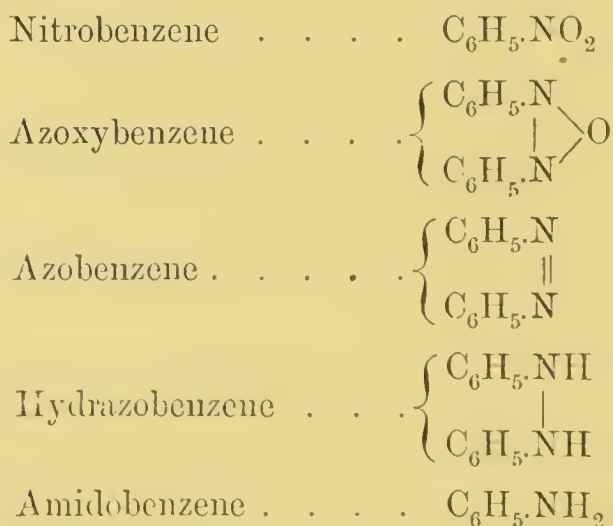 Nitrobenzene . . . . C₆H₅.NO₂
C₆H₅.N
Azoxybenzene . . . . | > O
C₆H₅.N
C₆H₅.N
Azobenzene . . . . . ||
C₆H₅.N
C₆H₅.NH
Hydrazobenzene . . . |
C₆H₅.NH
Amidobenzene . . . . C₆H₅.NH₂